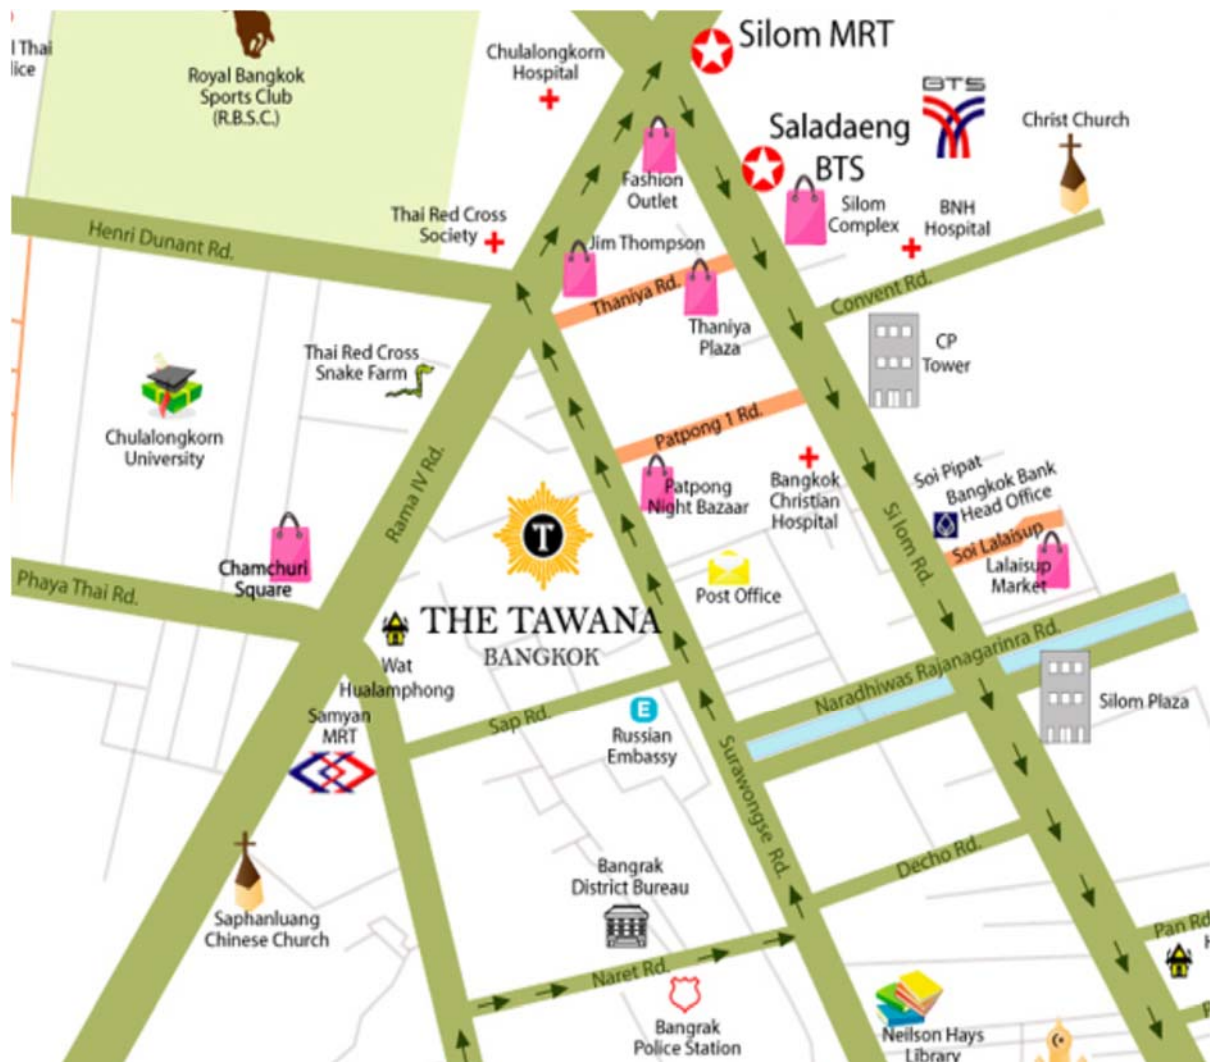 Silom MRT
l Thai
lice
Chulalongkorn
Hospital
Royal Bangkok
Sports Club
(R.B.S.C.)
BTS
Saladaeng
BTS
Christ Church
Fashion
Outlet
Silom
Complex
BNH
Hospital
Thai Red Cross
Society
Henri Dunant Rd.
Jim Thompson
Thaniya Rd.
Convent Rd.
Thaniya
Plaza
CP
Tower
Thai Red Cross
Snake Farm
Chulalongkorn
University
Patpong 1 Rd.
Rama IV Rd.
Patpong
Night Bazaar
Bangkok
Christian
Hospital
Soi Pipat
Bangkok Bank
Head Office
Silom Rd.
Soi Lalaisup
Lalaisup
Market
T
Chamchuri
Square
Phaya Thai Rd.
Post Office
THE TAWANA
BANGKOK
Wat
Hualamphong
Naradhiwas Rajanagarinra Rd.
Silom Plaza
Samyan
MRT
Sap Rd.
E
Russian
Embassy
Surawongse Rd.
Decho Rd.
Bangrak
District Bureau
Saphanluang
Chinese Church
Pan Rd
H
Naret Rd.
Bangrak
Police Station
Neilson Hays
Library